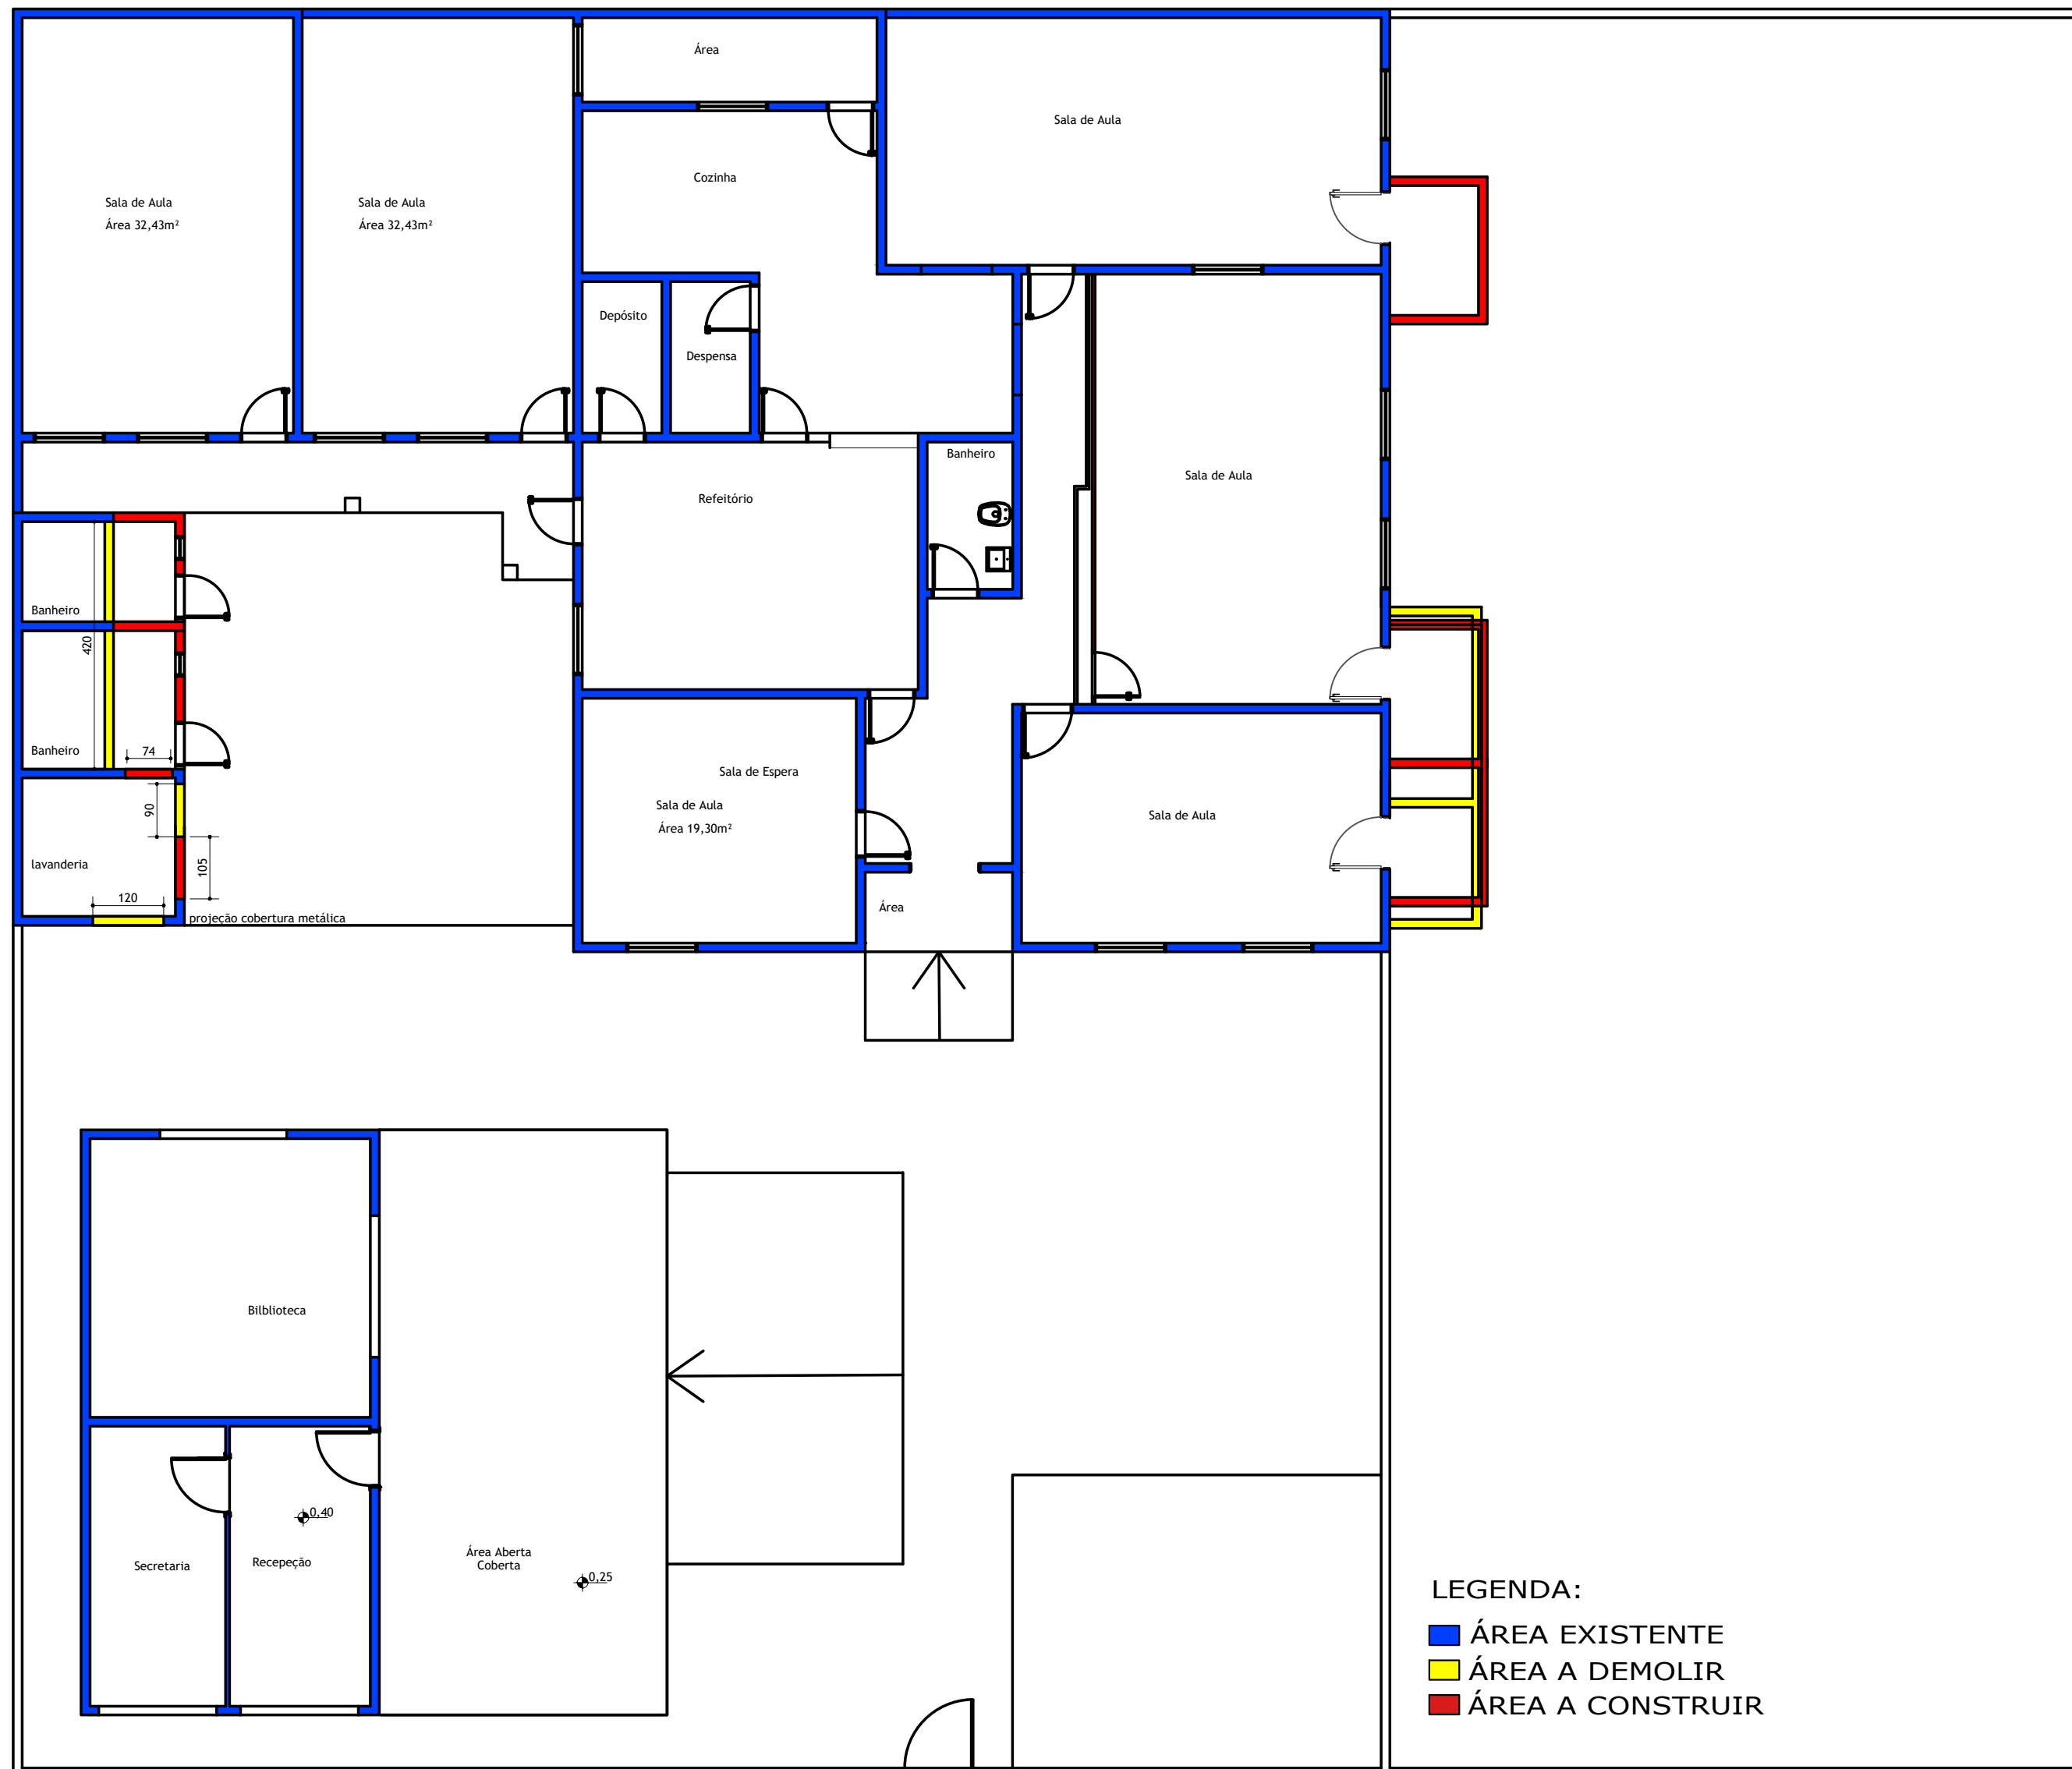 Área
Sala de Aula
Cozinha
Sala de Aula
Área 32,43m²
Sala de Aula
Área 32,43m²
Depósito
Despensa
Banheiro
Sala de Aula
Refeitório
Banheiro
420
Banheiro
74
90
Sala de Espera
Sala de Aula
Área 19,30m²
Sala de Aula
lavanderia
105
120
Área
projeção cobertura metálica
Bilblioteca
0,40
Secretaria
Recepeção
Área Aberta
Coberta
0,25
LEGENDA:
ÁREA EXISTENTE
ÁREA A DEMOLIR
ÁREA A CONSTRUIR